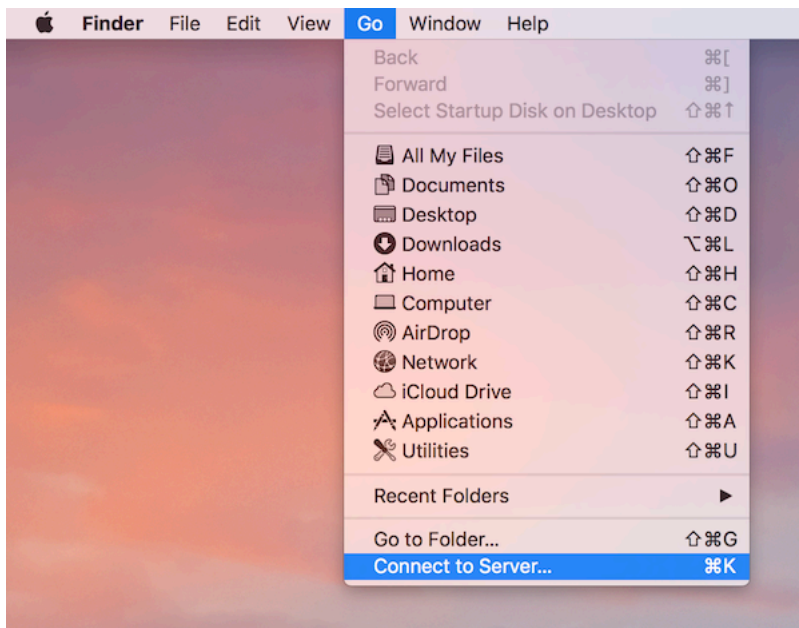 Finder File Edit View Go Window Help
Back ⌘[
Forward ⌘]
Select Startup Disk on Desktop ⇧⌘↑
All My Files ⇧⌘F
Documents ⇧⌘O
Desktop ⇧⌘D
Downloads ⌥⌘L
Home ⇧⌘H
Computer ⇧⌘C
AirDrop ⇧⌘R
Network ⇧⌘K
iCloud Drive ⇧⌘I
Applications ⇧⌘A
Utilities ⇧⌘U
Recent Folders ▶
Go to Folder... ⇧⌘G
Connect to Server... ⌘K